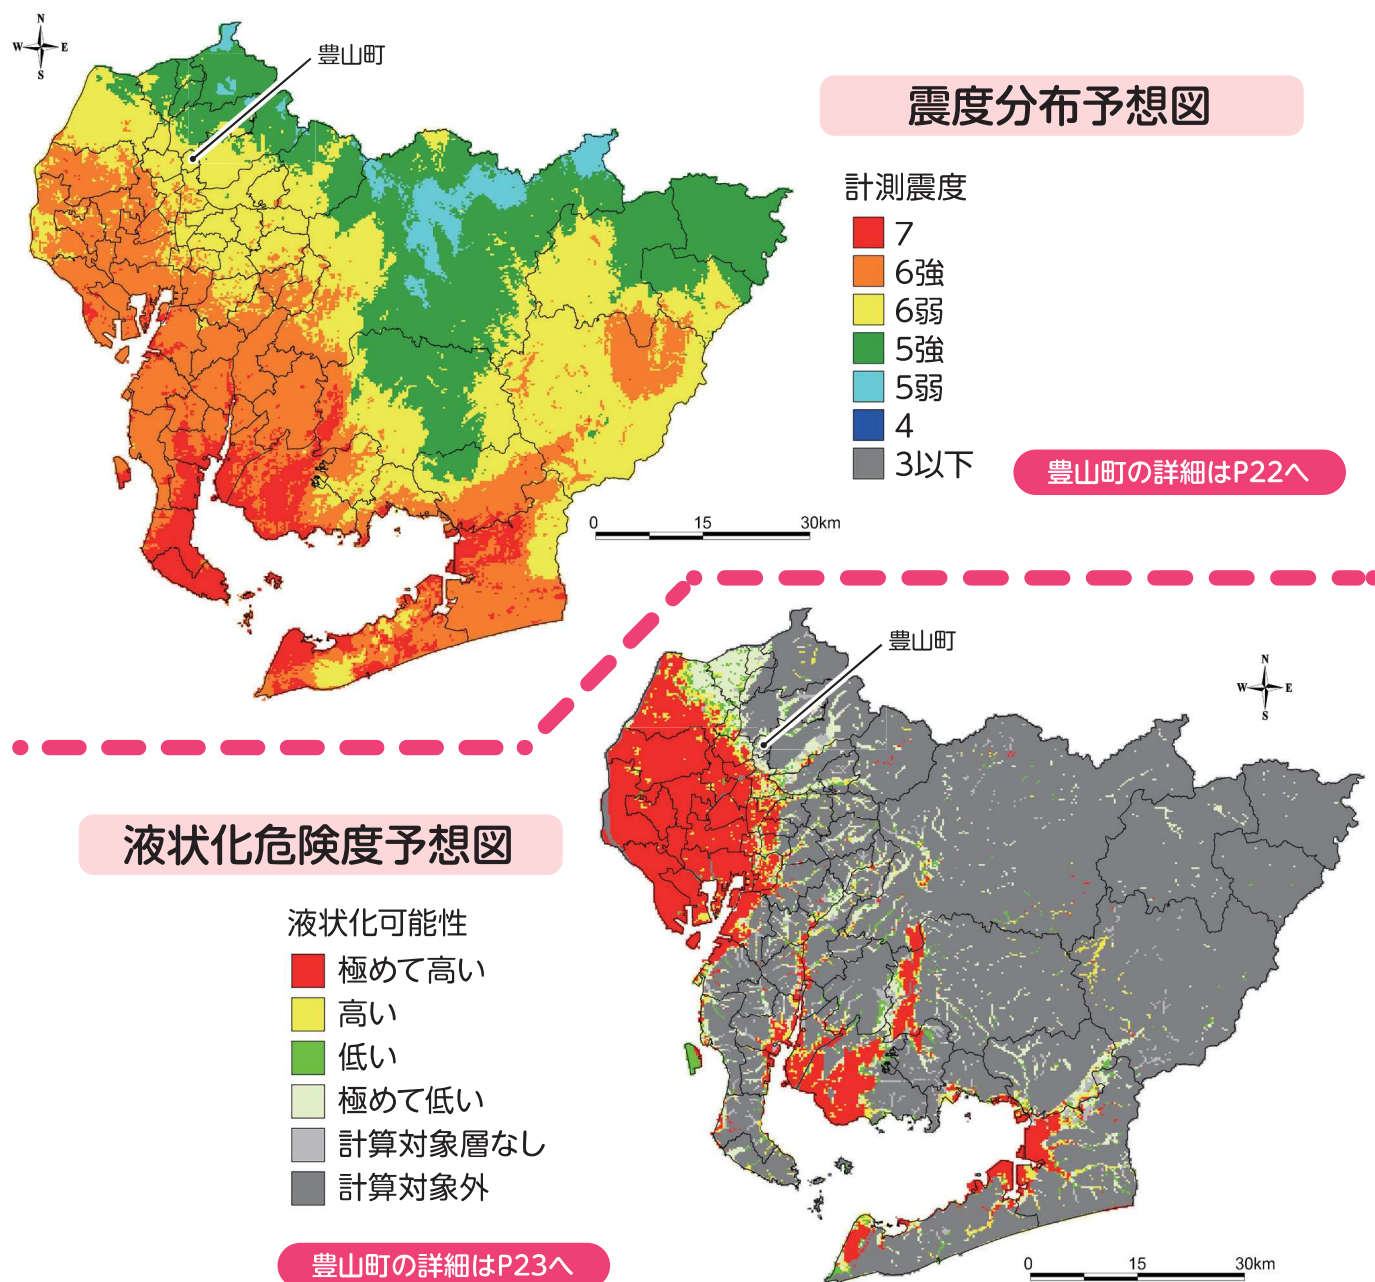 N
W E
S
豊山町
震度分布予想図
計測震度
7
6強
6弱
5強
5弱
4
3以下
豊山町の詳細はP22へ
0 15 30km
豊山町
N
W E
S
液状化危険度予想図
液状化可能性
極めて高い
高い
低い
極めて低い
計算対象層なし
計算対象外
豊山町の詳細はP23へ
0 15 30km